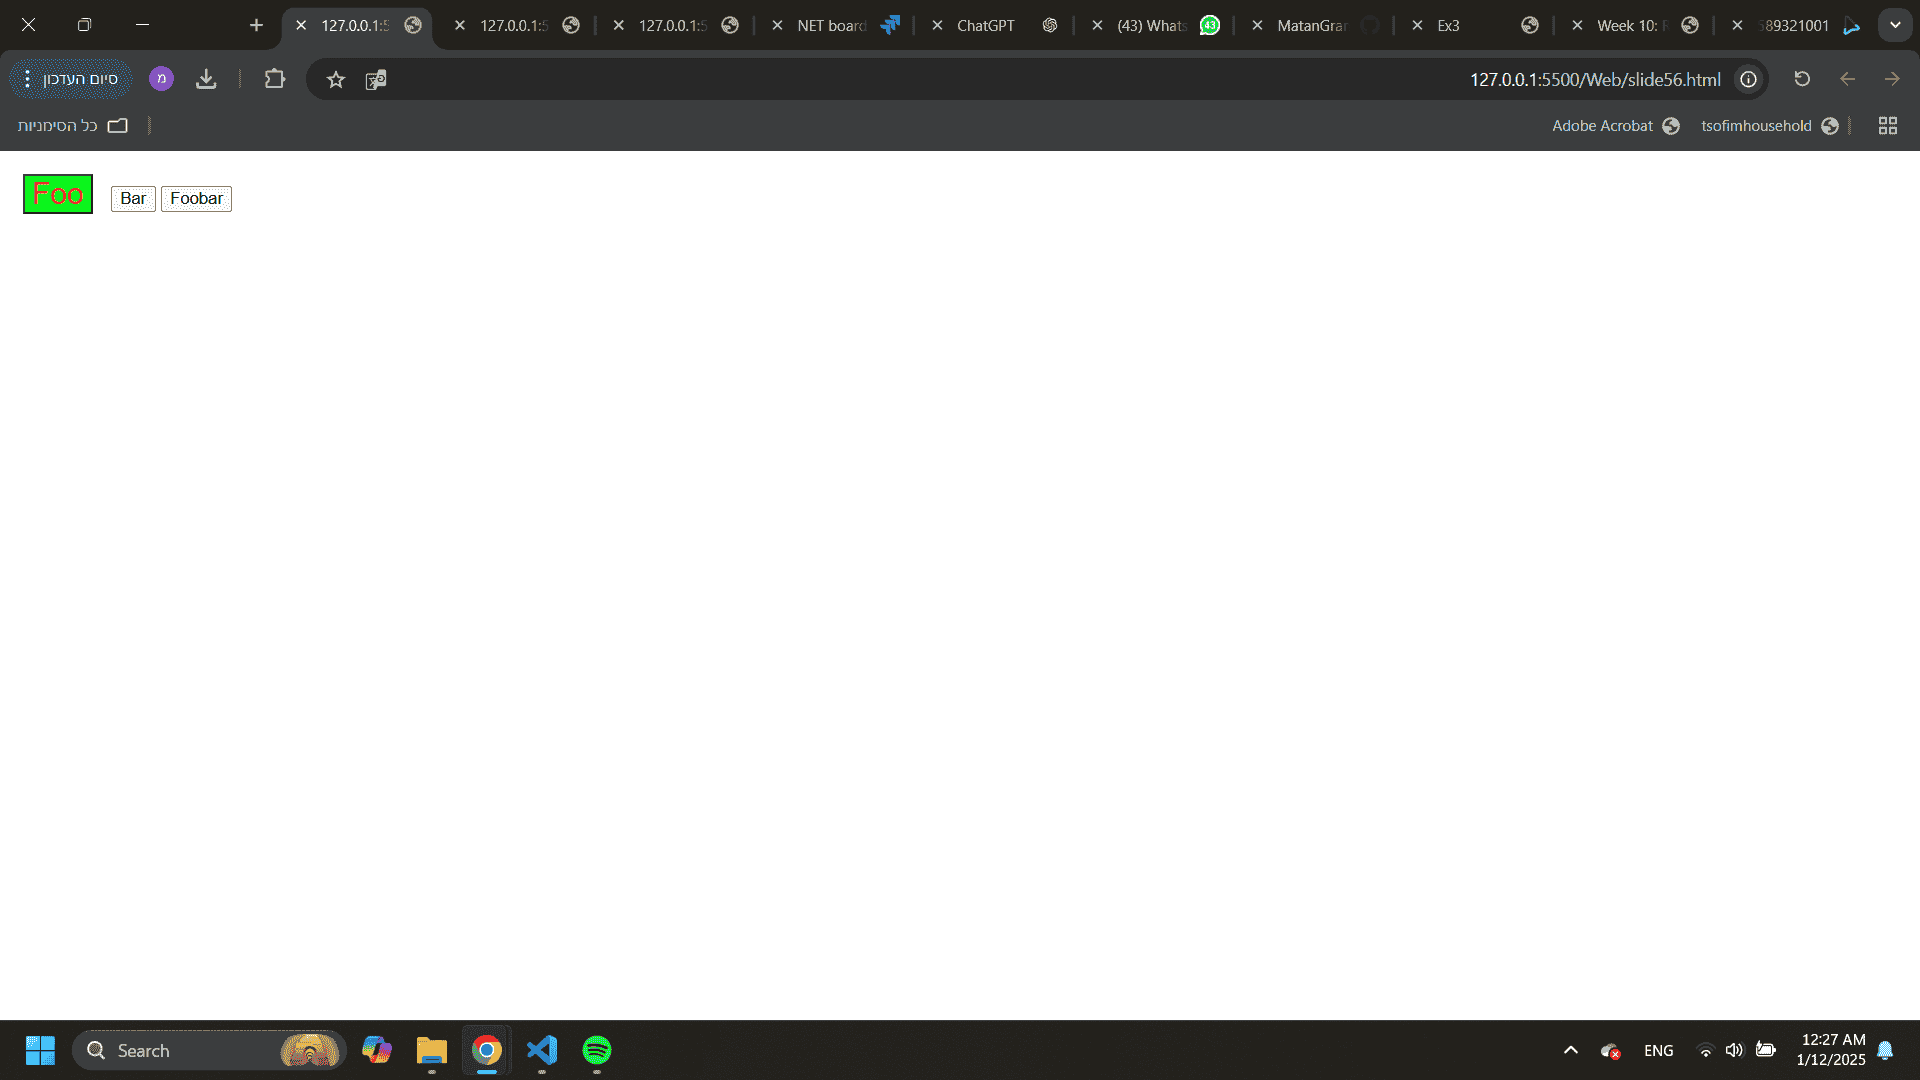 127.0.0.1:5
127.0.0.1:5
127.0.0.1:5
NET board
ChatGPT
(43) Whats
MatanGran
Ex3
Week 10:
689321001
סיום העדכון
מ
127.0.0.1:5500/Web/slide56.html
כל הסימניות
Adobe Acrobat
tsofimhousehold
Foo
Bar
Foobar
Search
ENG
12:27 AM
1/12/2025